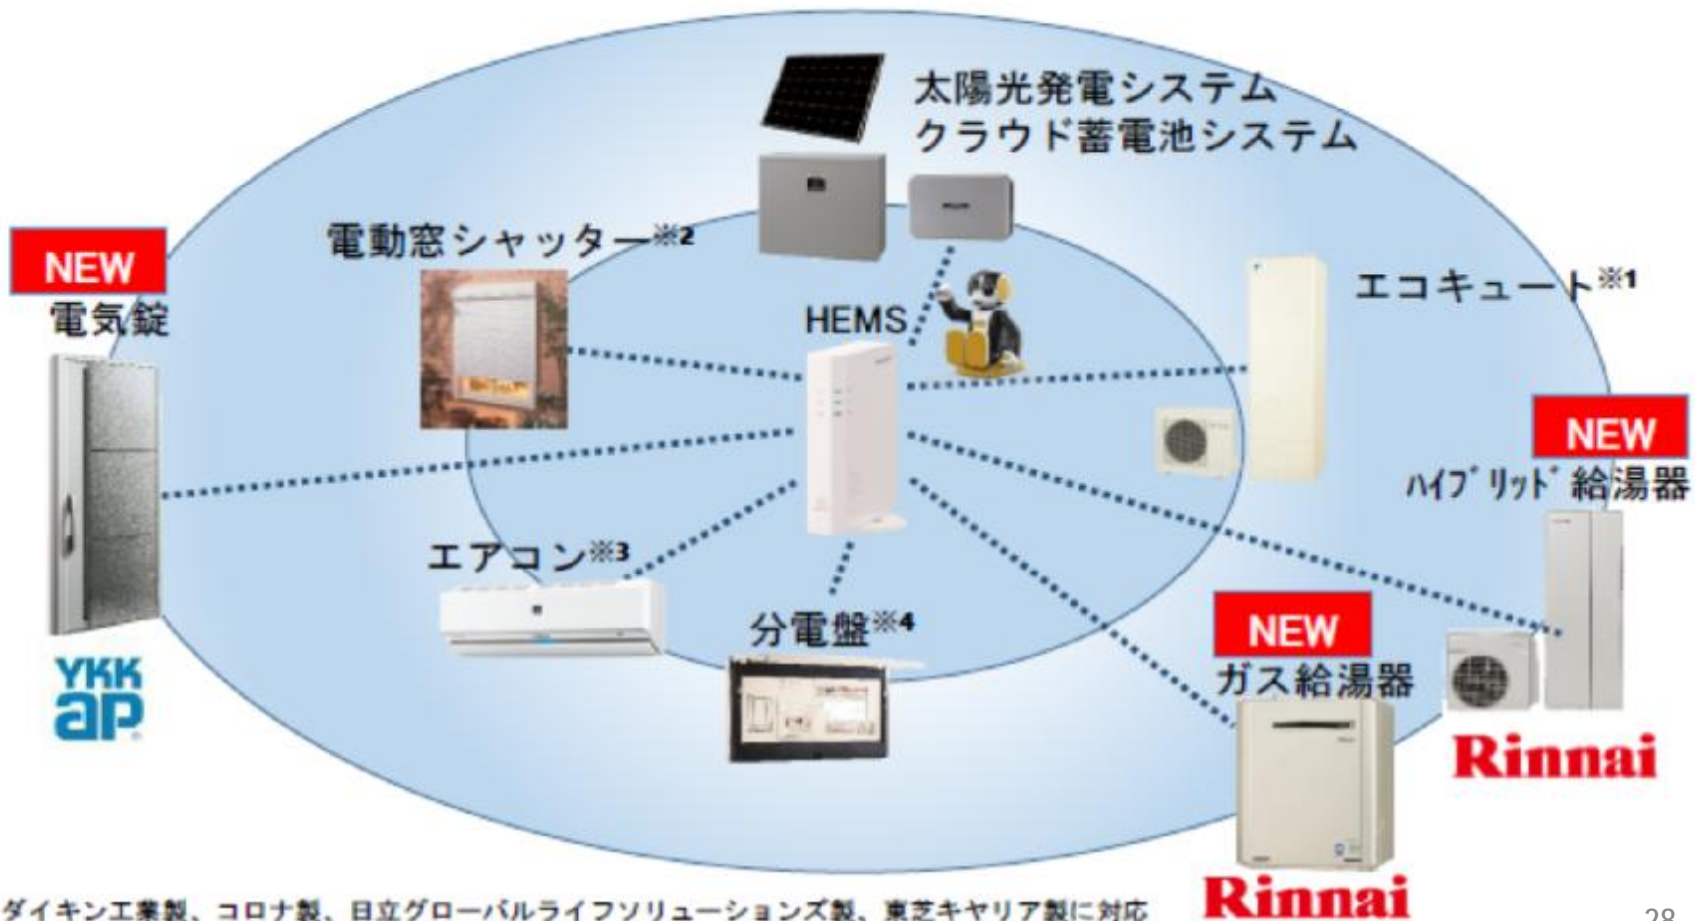 太陽光発電システム
クラウド蓄電池システム
電動窓シャッター※2
NEW
電気錠
エコキュート※1
HEMS
NEW
ﾊｲﾌﾞﾘｯﾄﾞ給湯器
エアコン※3
分電盤※4
NEW
ガス給湯器
YKK
ap
Rinnai
Rinnai
ダイキン工業製、コロナ製、日立グローバルライフソリューションズ製、東芝キヤリア製に対応
28